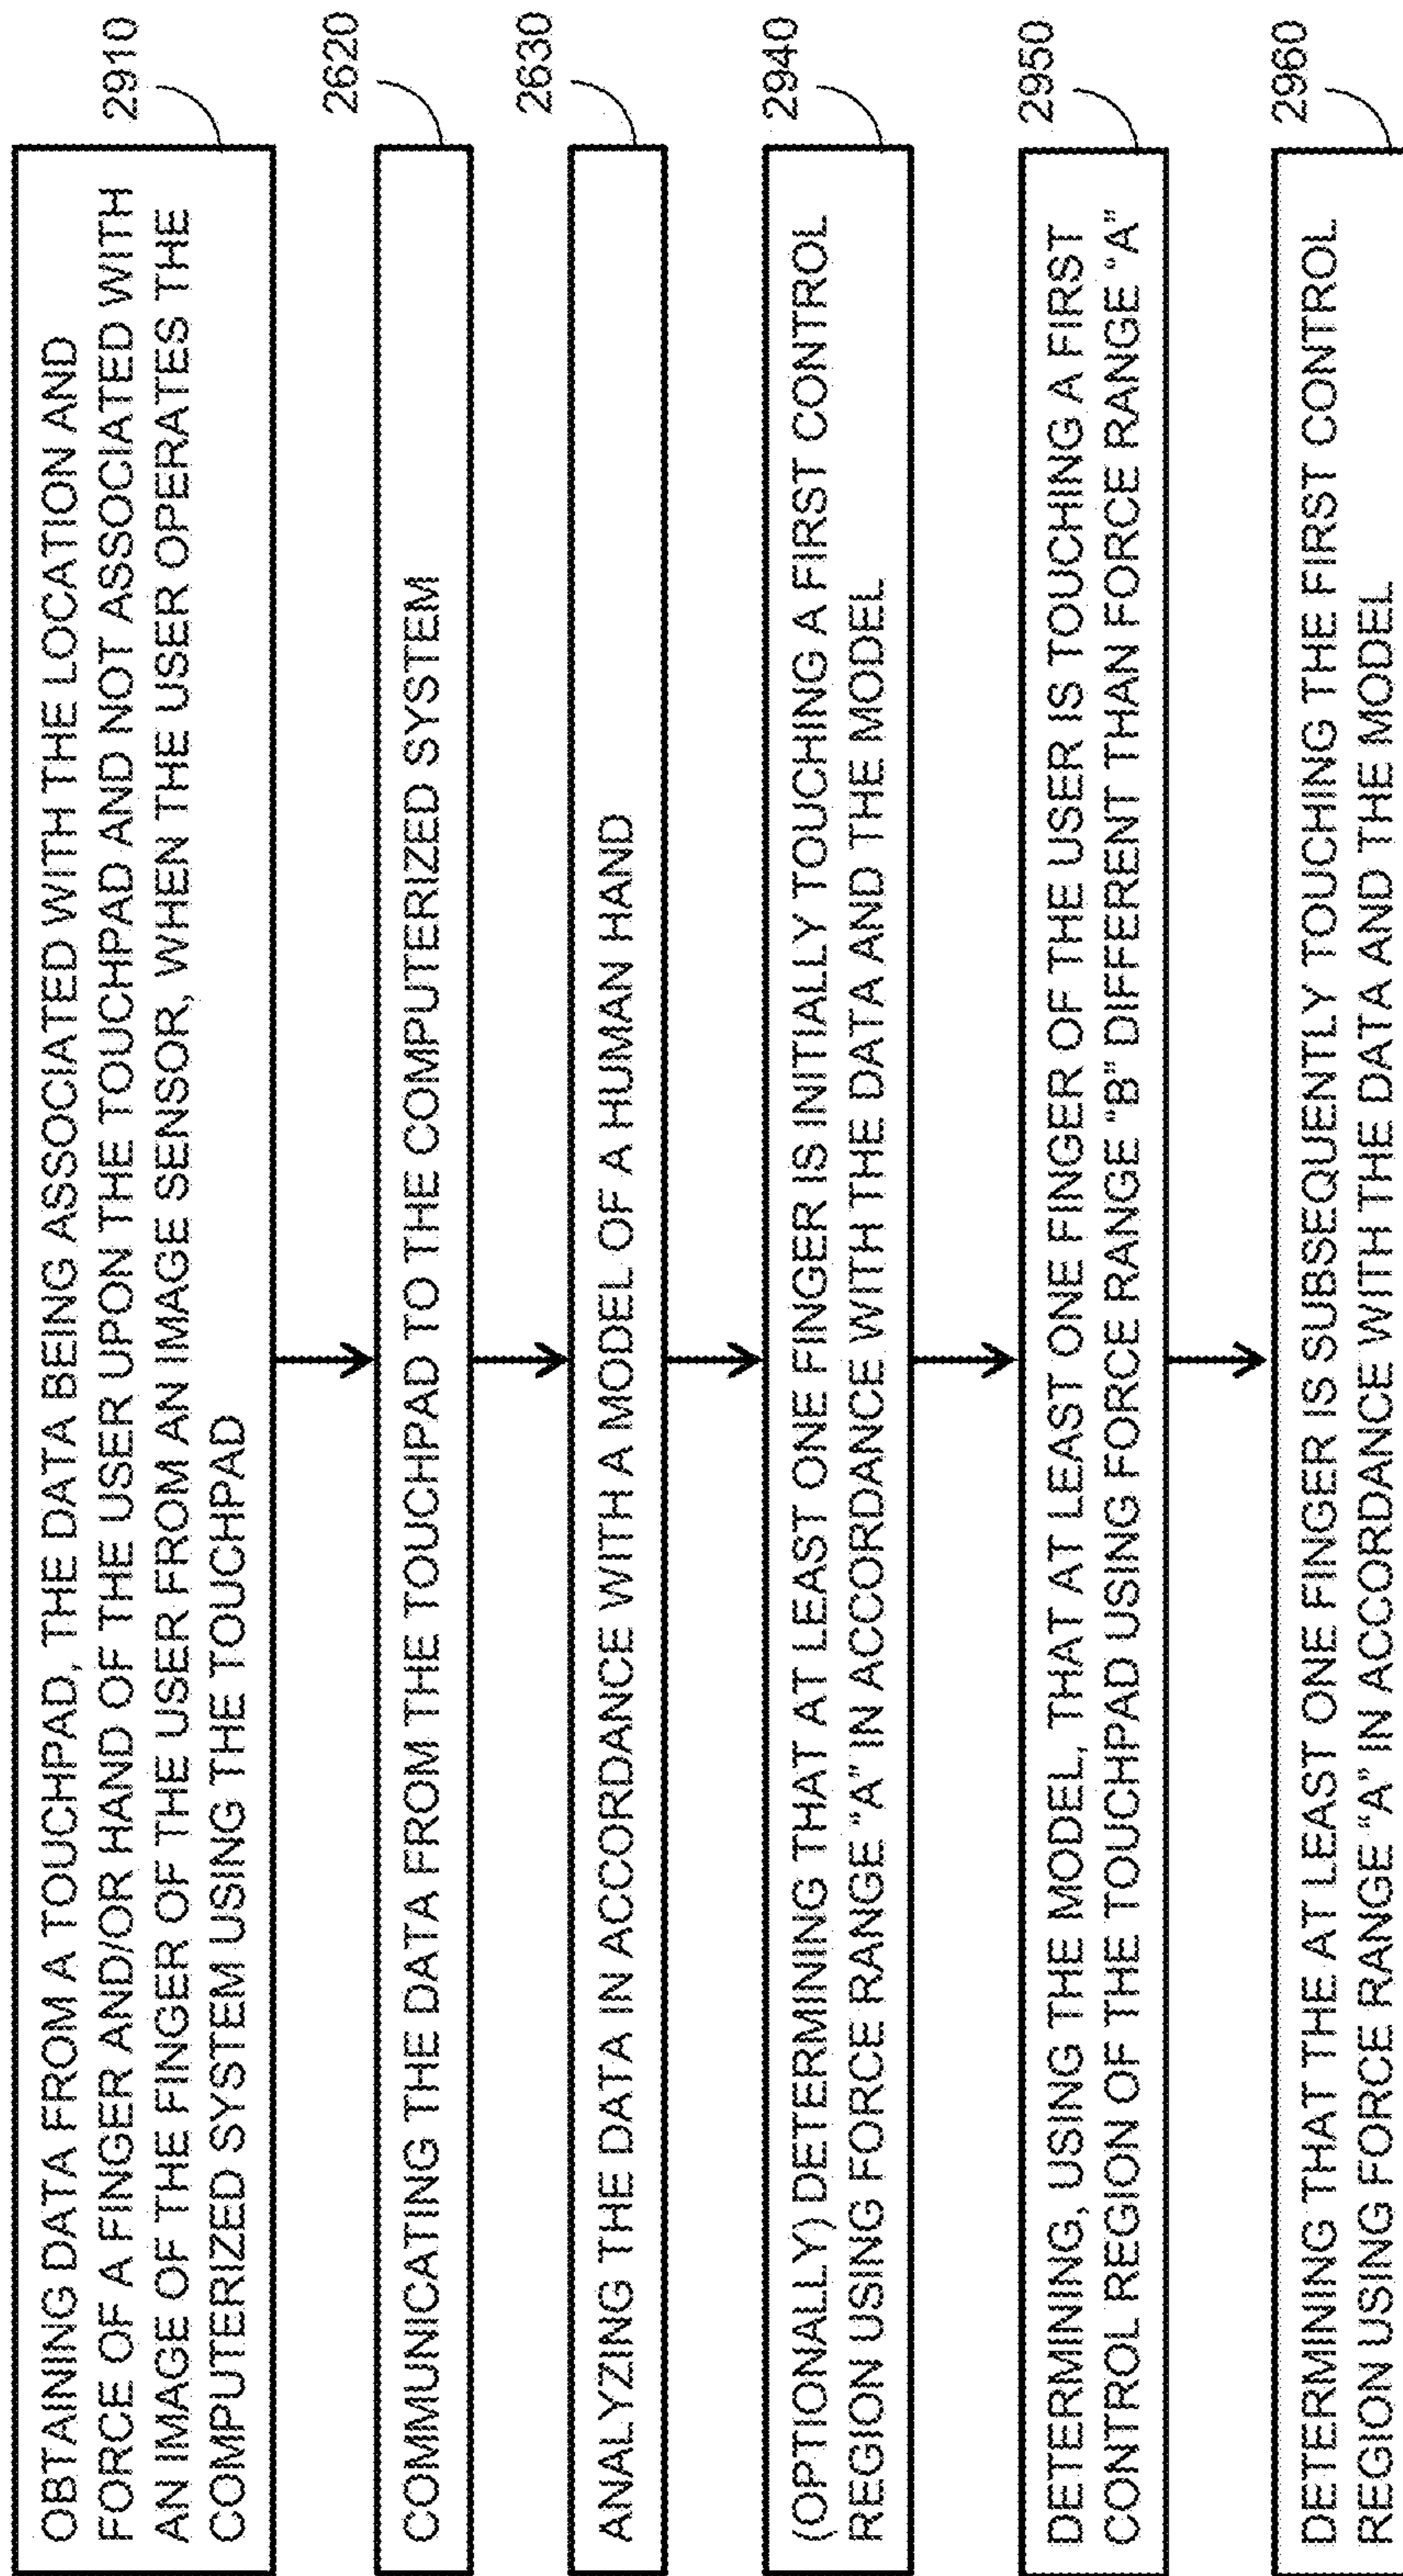 OBTAINING DATA FROM A TOUCHPAD, THE DATA BEING ASSOCIATED WITH THE LOCATION AND
FORCE OF A FINGER AND/OR HAND OF THE USER UPON THE TOUCHPAD AND NOT ASSOCIATED WITH
AN IMAGE OF THE FINGER OF THE USER FROM AN IMAGE SENSOR, WHEN THE USER OPERATES THE
COMPUTERIZED SYSTEM USING THE TOUCHPAD
2910
COMMUNICATING THE DATA FROM THE TOUCHPAD TO THE COMPUTERIZED SYSTEM
2620
ANALYZING THE DATA IN ACCORDANCE WITH A MODEL OF A HUMAN HAND
2630
(OPTIONALLY) DETERMINING THAT AT LEAST ONE FINGER IS INITIALLY TOUCHING A FIRST CONTROL
REGION USING FORCE RANGE "A" IN ACCORDANCE WITH THE DATA AND THE MODEL
2940
DETERMINING, USING THE MODEL, THAT AT LEAST ONE FINGER OF THE USER IS TOUCHING A FIRST
CONTROL REGION OF THE TOUCHPAD USING FORCE RANGE "B" DIFFERENT THAN FORCE RANGE "A"
2950
DETERMINING THAT THE AT LEAST ONE FINGER IS SUBSEQUENTLY TOUCHING THE FIRST CONTROL
REGION USING FORCE RANGE "A" IN ACCORDANCE WITH THE DATA AND THE MODEL
2960